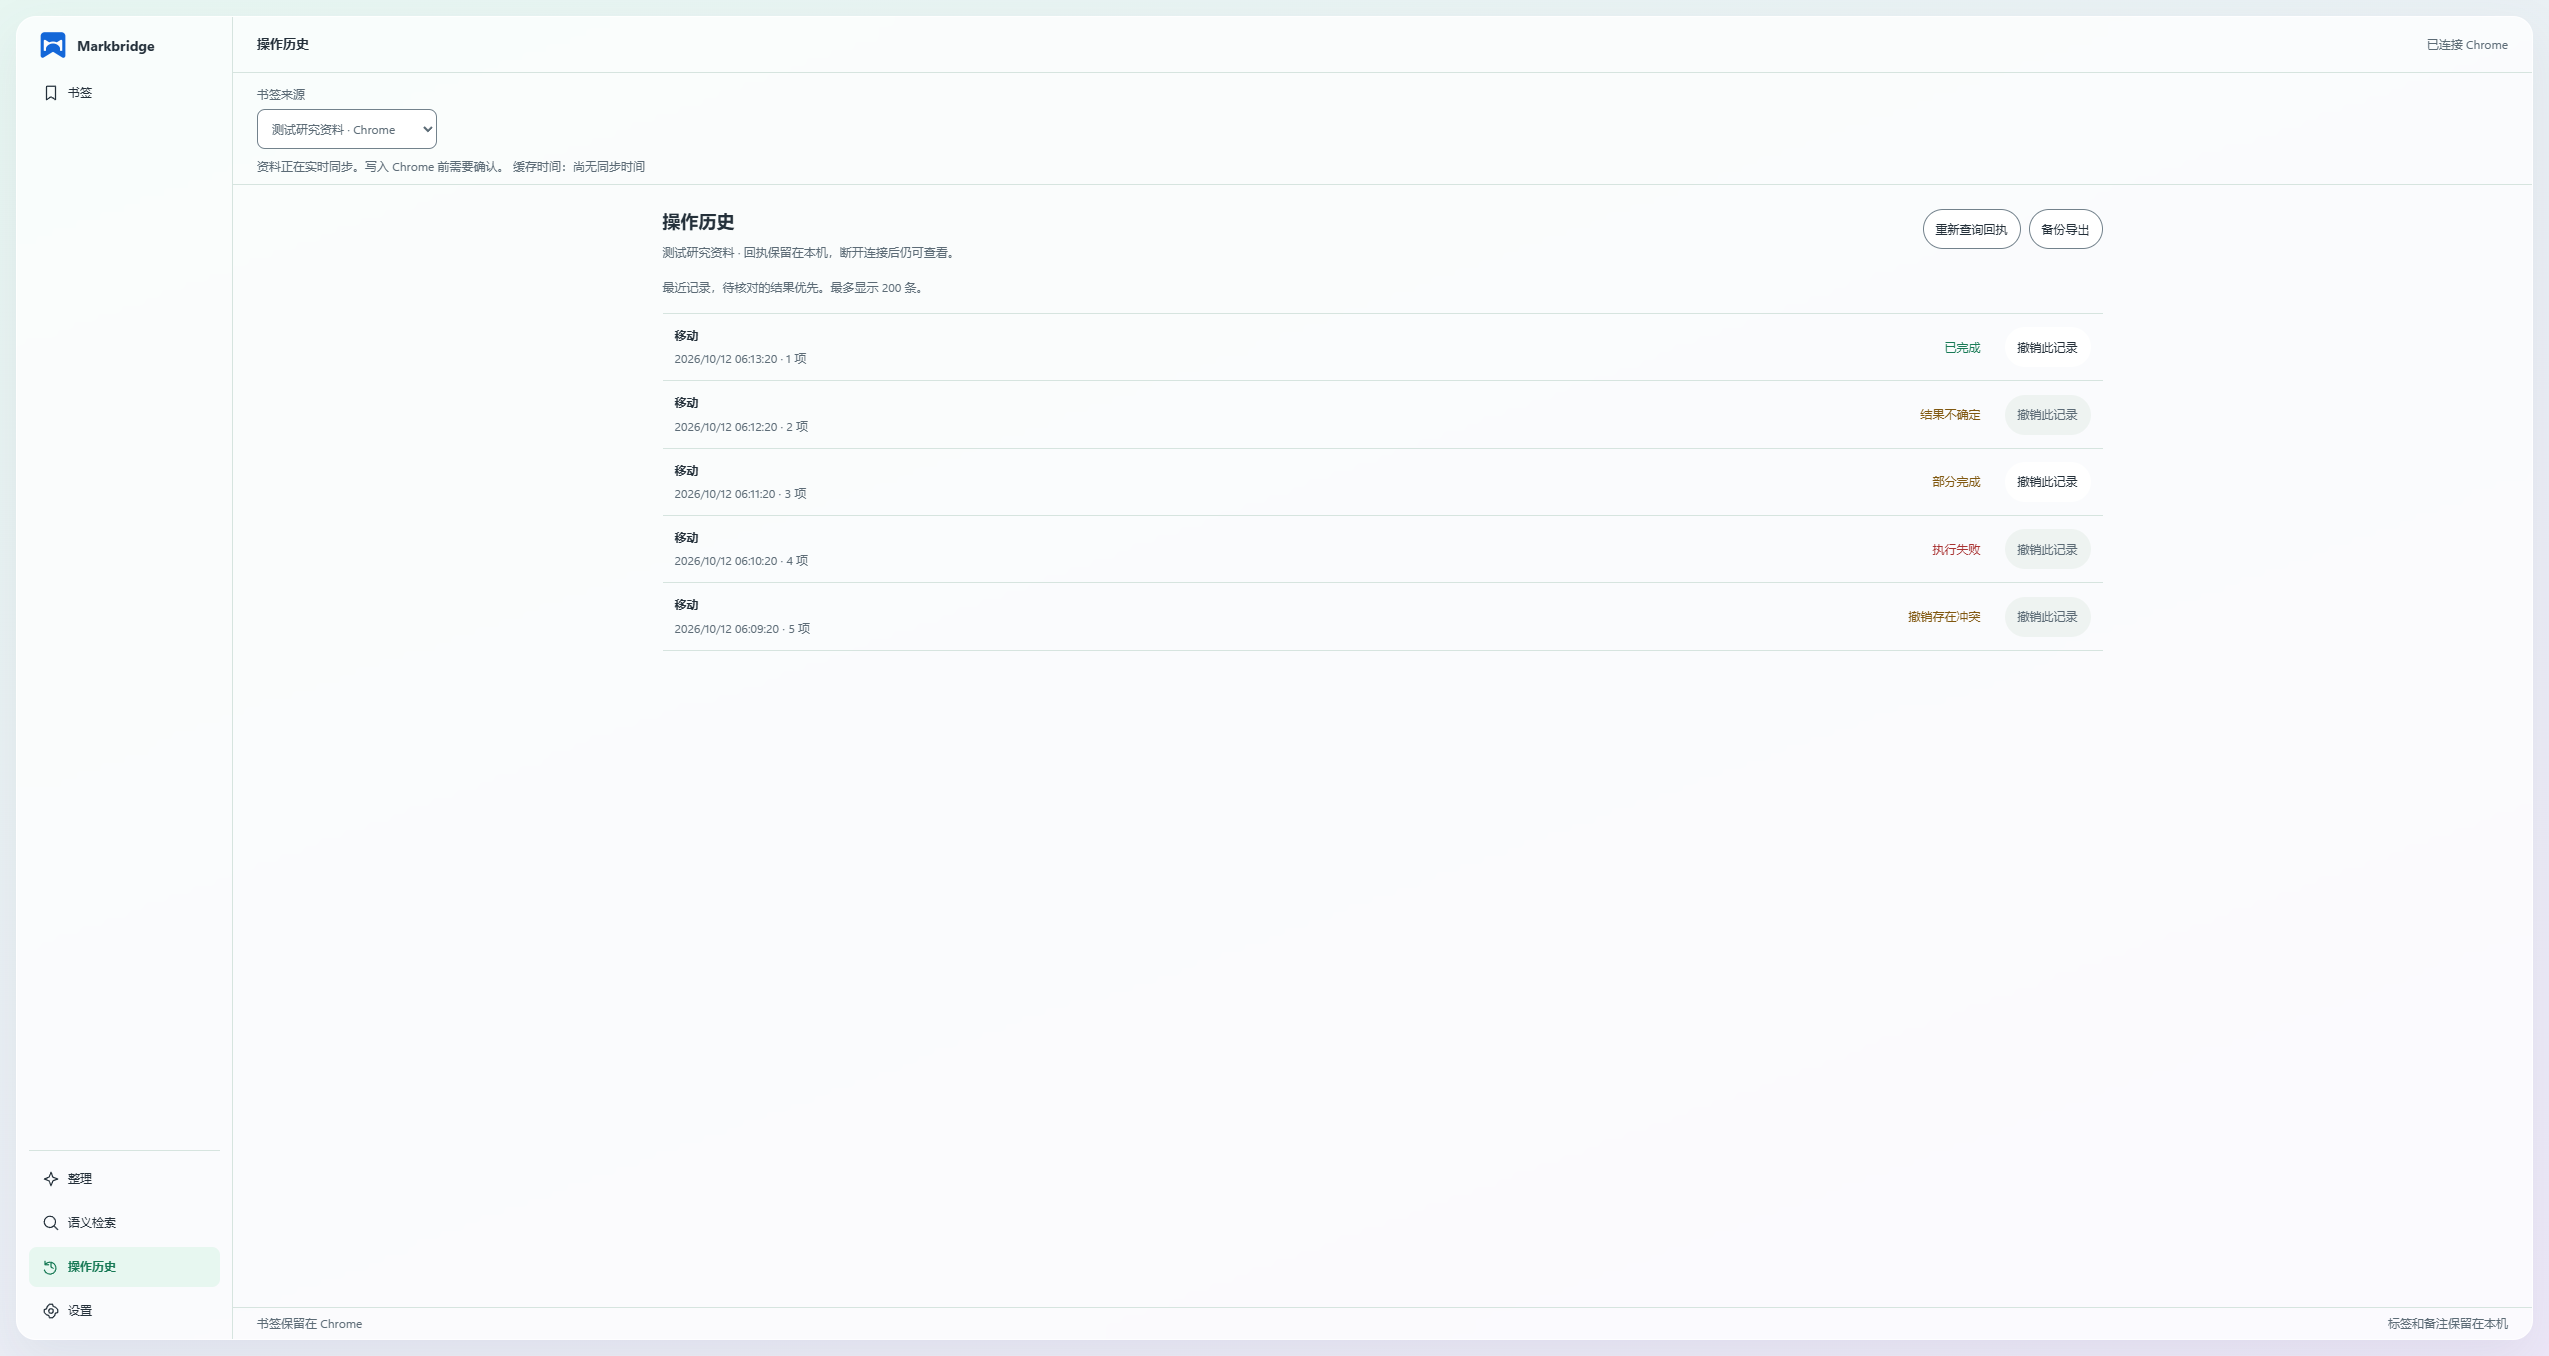 Markbridge
书签
操作历史
已连接 Chrome
书签来源
测试研究资料 · Chrome
资料正在实时同步。写入 Chrome 前需要确认。 缓存时间：尚无同步时间
操作历史
重新查询回执
备份导出
测试研究资料 · 回执保留在本机，断开连接后仍可查看。
最近记录，待核对的结果优先。最多显示 200 条。
移动
2026/10/12 06:13:20 · 1 项
已完成
撤销此记录
移动
2026/10/12 06:12:20 · 2 项
结果不确定
撤销此记录
移动
2026/10/12 06:11:20 · 3 项
部分完成
撤销此记录
移动
2026/10/12 06:10:20 · 4 项
执行失败
撤销此记录
移动
2026/10/12 06:09:20 · 5 项
撤销存在冲突
撤销此记录
整理
语义检索
操作历史
设置
书签保留在 Chrome
标签和备注保留在本机